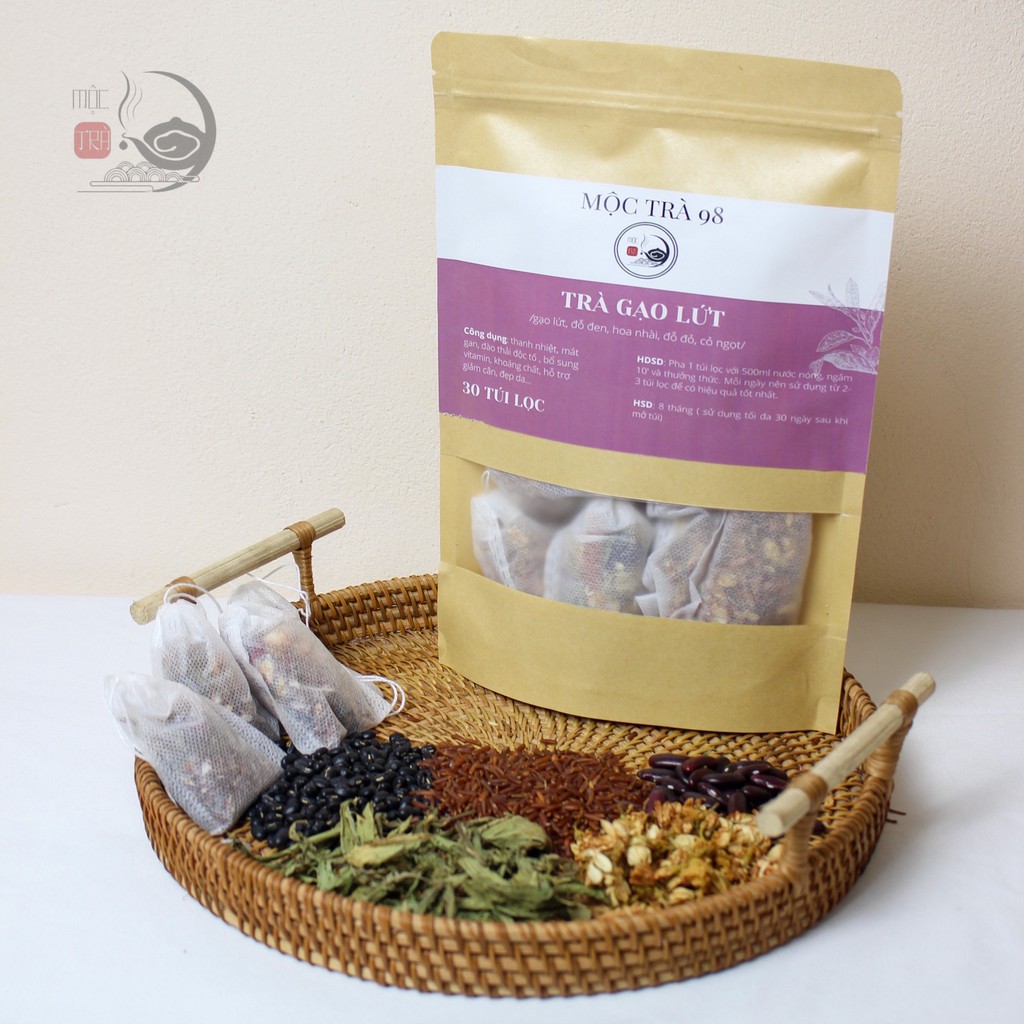 MỘC
TRÀ
MỘC TRÀ 98
MỘC
TRÀ
TRÀ GẠO LỨT
/gạo lứt, đỗ đen, hoa nhài, đỗ đỏ, cỏ ngọt/
Công dụng: thanh nhiệt, mát
gan, đào thải độc tố , bổ sung
vitamin, khoáng chất, hỗ trợ
giảm cân, đẹp da...
30 TÚI LỌC
HDSD: Pha 1 túi lọc với 500ml nước nóng, ngâm
10' và thưởng thức. Mỗi ngày nên sử dụng từ 2-
3 túi lọc để có hiệu quả tốt nhất.
HSD: 8 tháng ( sử dụng tối đa 30 ngày sau khi
mở túi)